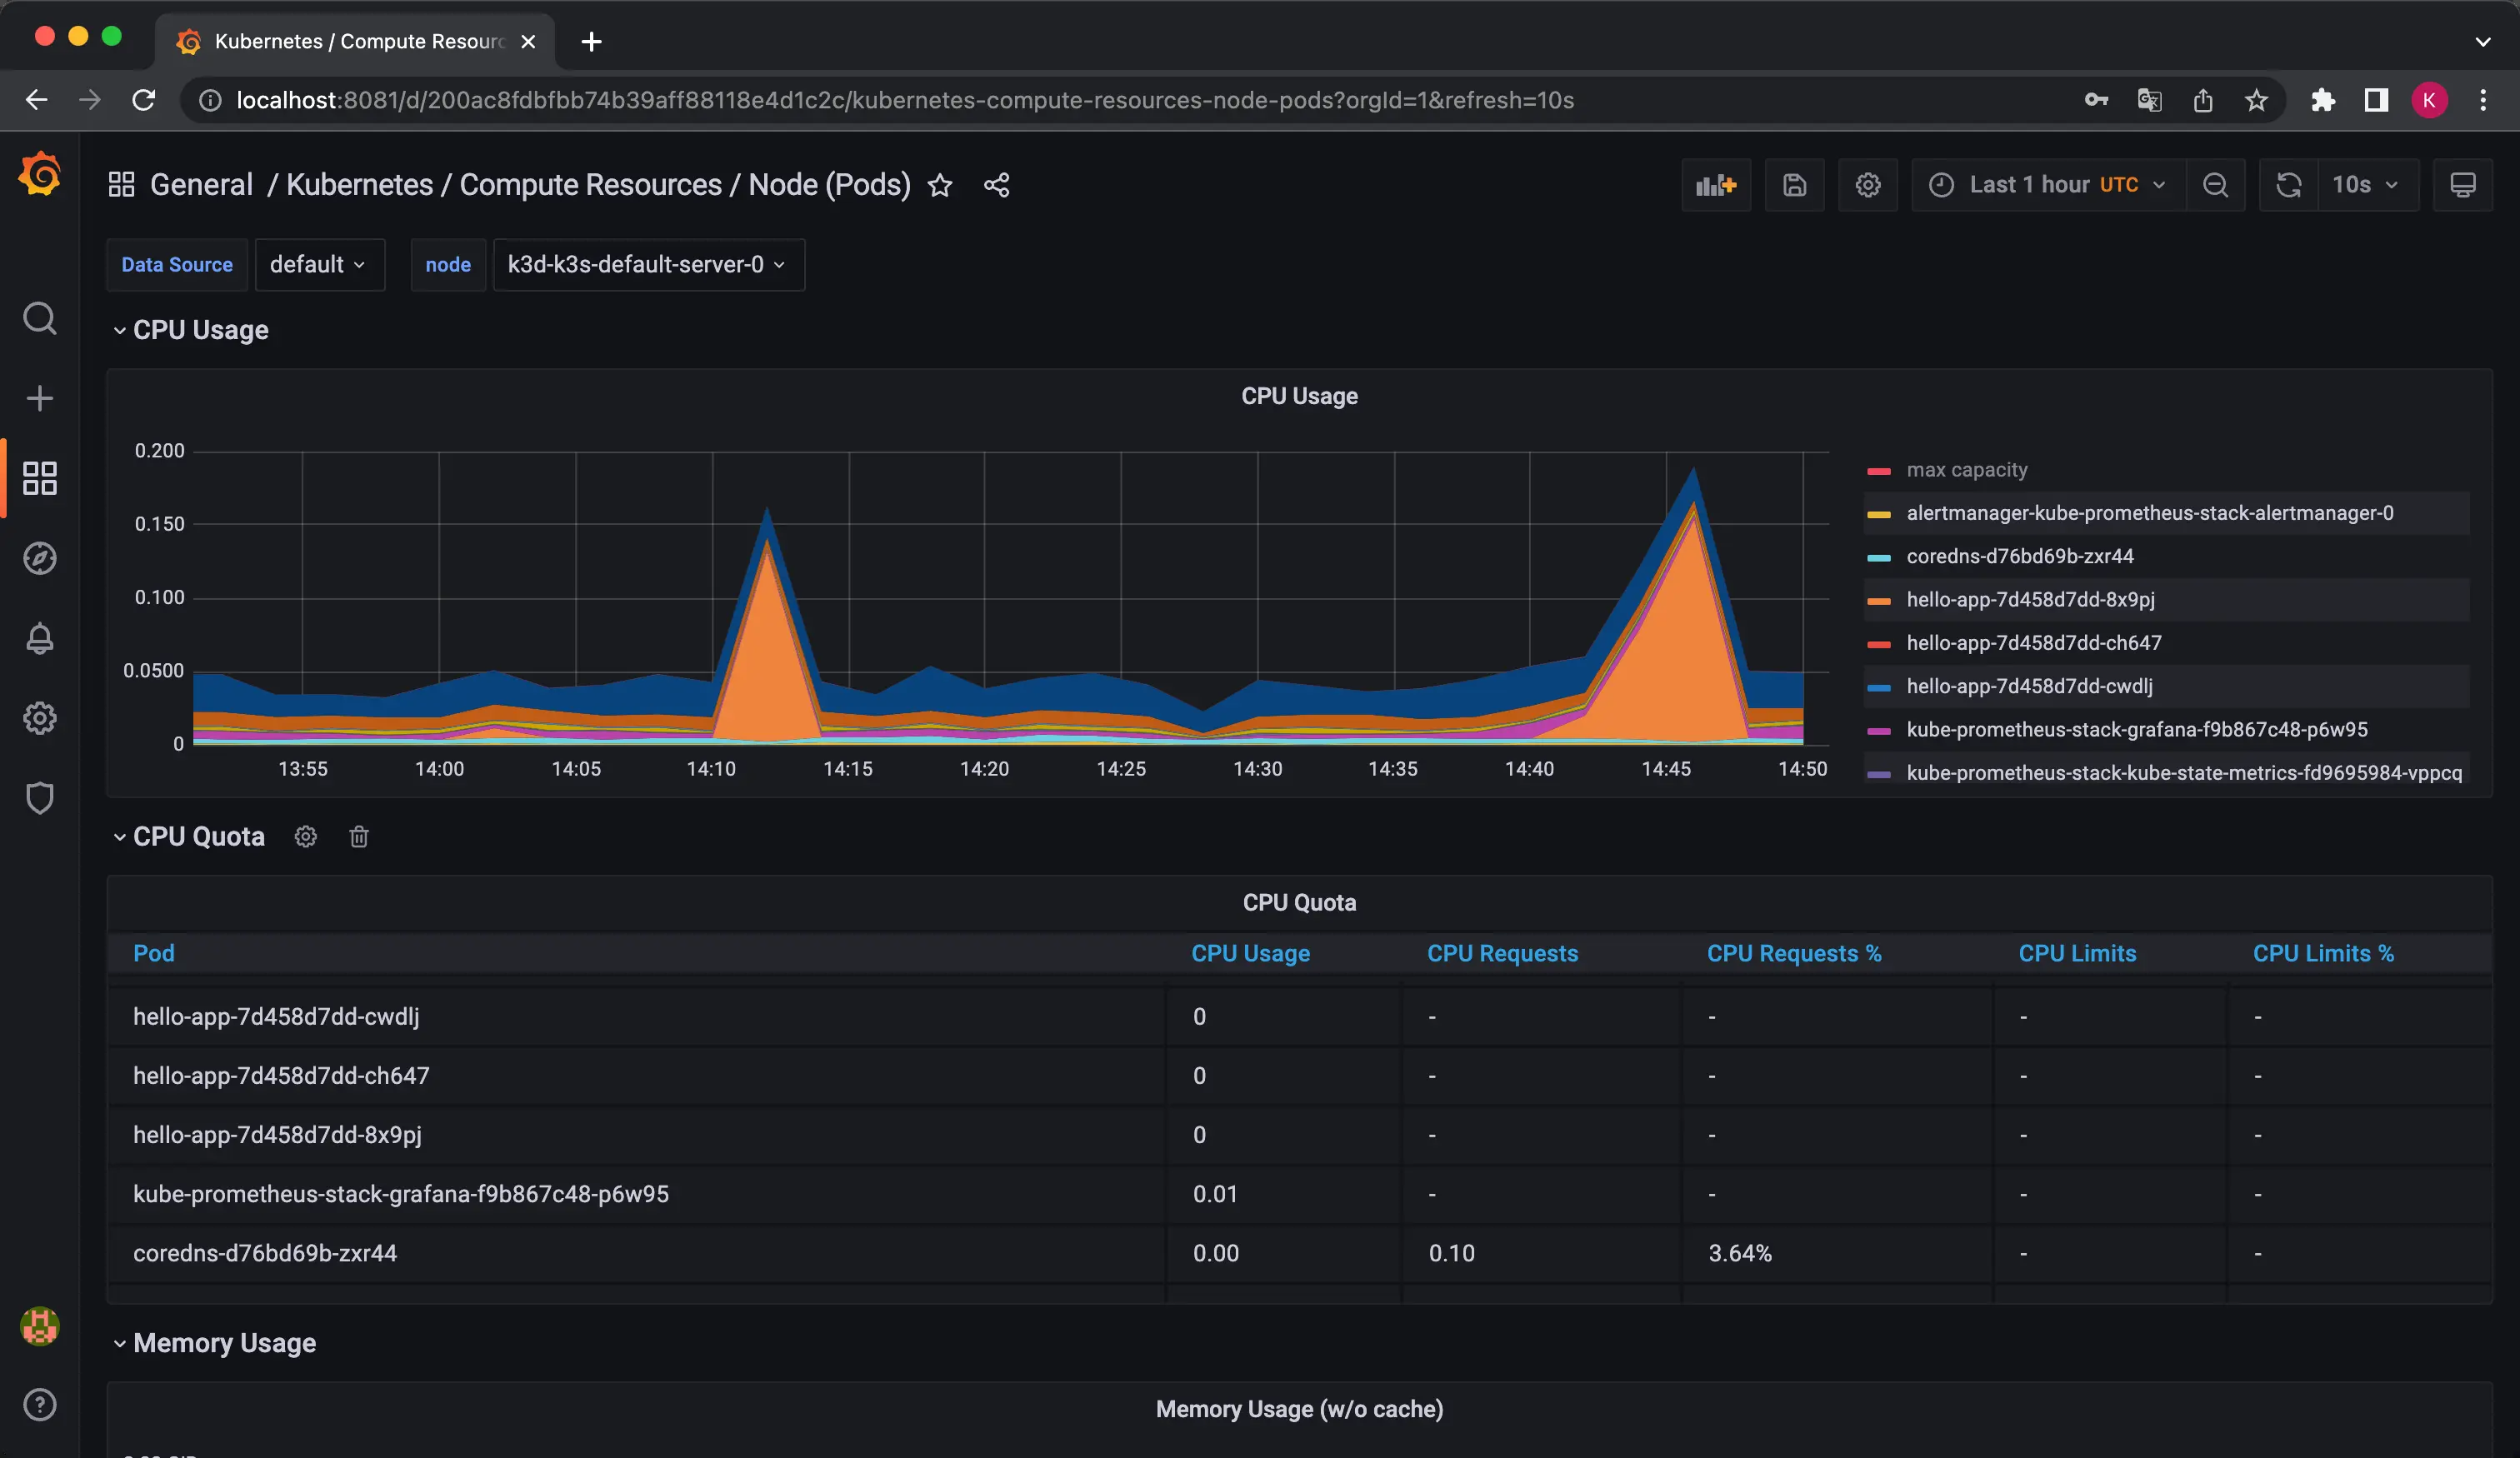 Kubernetes / Compute Resourc
localhost:8081/d/200ac8fdbfbb74b39aff88118e4d1c2c/kubernetes-compute-resources-node-pods?orgId=1&refresh=10s
K
General / Kubernetes / Compute Resources / Node (Pods)
Last 1 hour UTC
10s
Data Source
default
node
k3d-k3s-default-server-0
CPU Usage
CPU Usage
0.200
0.150
0.100
0.0500
0
13:55
14:00
14:05
14:10
14:15
14:20
14:25
14:30
14:35
14:40
14:45
14:50
max capacity
alertmanager-kube-prometheus-stack-alertmanager-0
coredns-d76bd69b-zxr44
hello-app-7d458d7dd-8x9pj
hello-app-7d458d7dd-ch647
hello-app-7d458d7dd-cwdlj
kube-prometheus-stack-grafana-f9b867c48-p6w95
kube-prometheus-stack-kube-state-metrics-fd9695984-vppcq
CPU Quota
CPU Quota
Pod CPU Usage CPU Requests CPU Requests % CPU Limits CPU Limits %
hello-app-7d458d7dd-cwdlj 0 - - - -
hello-app-7d458d7dd-ch647 0 - - - -
hello-app-7d458d7dd-8x9pj 0 - - - -
kube-prometheus-stack-grafana-f9b867c48-p6w95 0.01 - - - -
coredns-d76bd69b-zxr44 0.00 0.10 3.64% - -
Memory Usage
Memory Usage (w/o cache)